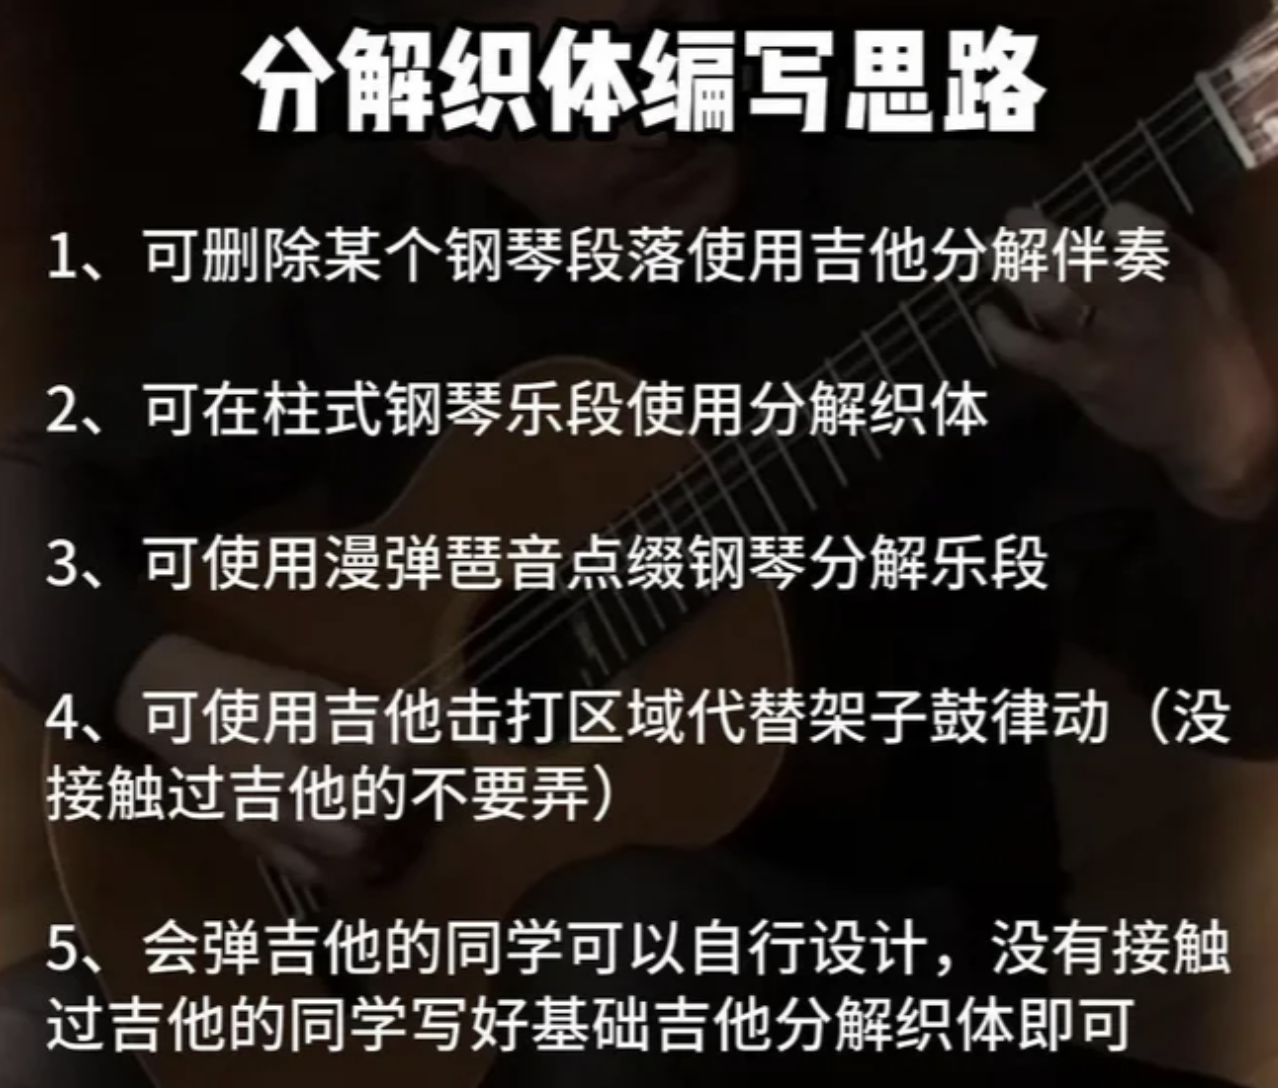 分解织体编写思路
1、可删除某个钢琴段落使用吉他分解伴奏
2、可在柱式钢琴乐段使用分解织体
3、可使用漫弹琶音点缀钢琴分解乐段
4、可使用吉他击打区域代替架子鼓律动（没
接触过吉他的不要弄）
5、会弹吉他的同学可以自行设计，没有接触
过吉他的同学写好基础吉他分解织体即可